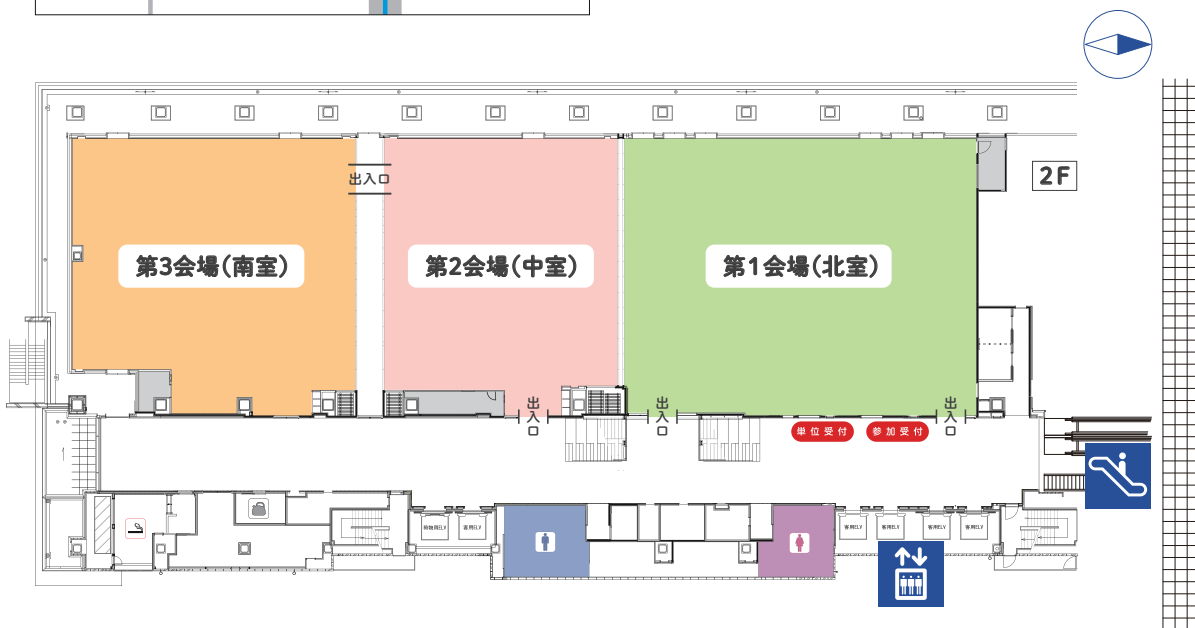 2F
出入口
第3会場(南室)
第2会場(中室)
第1会場(北室)
出入口
出入口
出入口
単位受付
参加受付
荷物用ELV
客用ELV
客用ELV
客用ELV
客用ELV
客用ELV